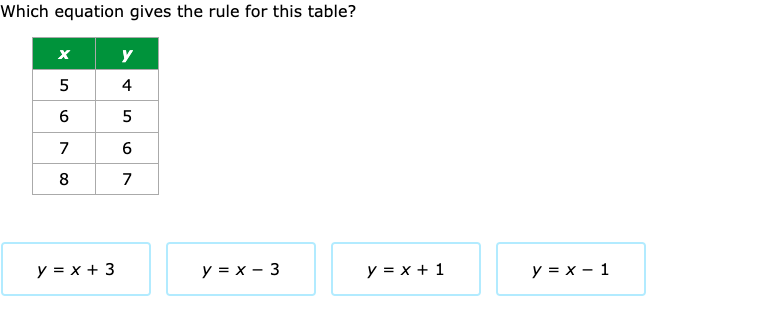 Which equation gives the rule for this table?
x y
5 4
6 5
7 6
8 7
y = x + 3 y = x − 3 y = x + 1 y = x − 1